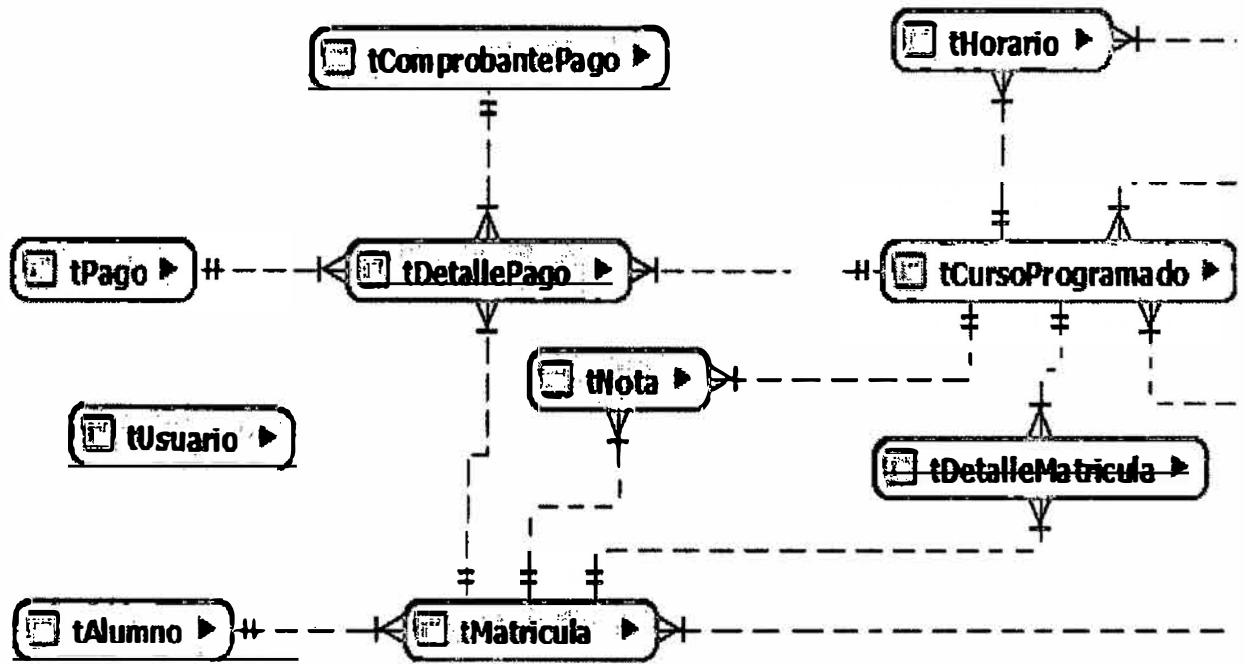 tComprobantePago
tHorario
tPago
tDetallePago
tCursoProgramado
tNota
tUsuario
tDetalleMatricula
tAlumno
tMatricula